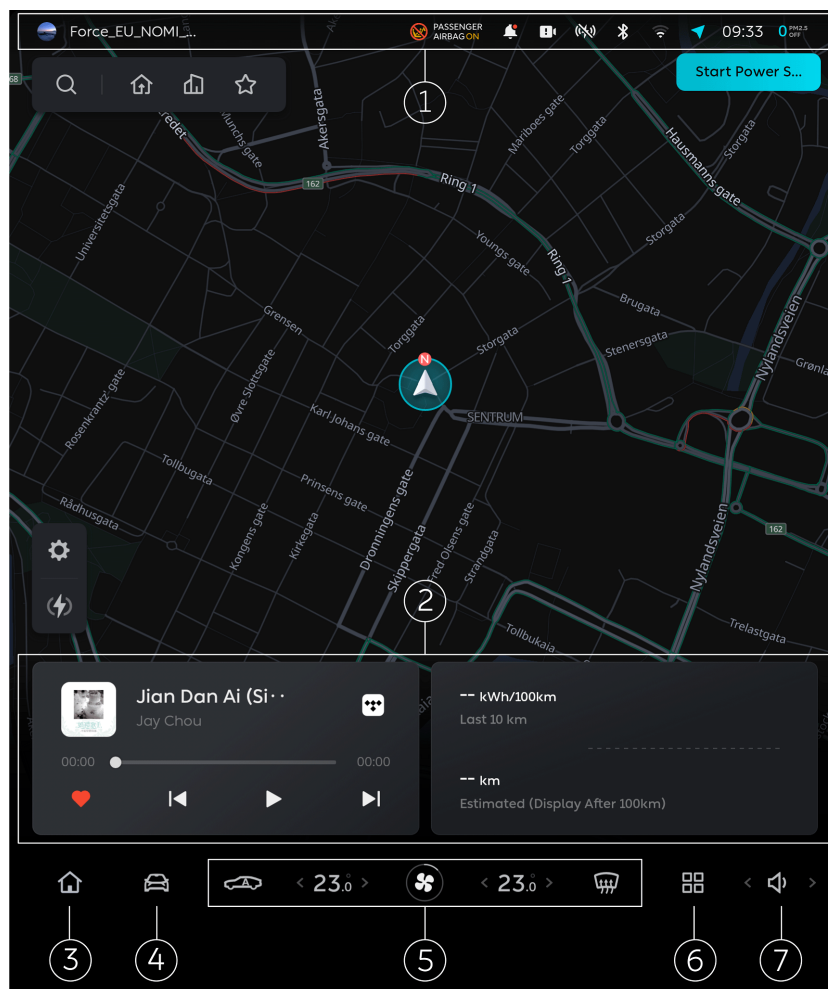 Force_EU_NOMI_...
PASSENGER
AIRBAG ON
09:33
0 PM2.5
OFF
Start Power S...
1
68
Munchs gate
Akersgata
Mariboes gate
Torggata
Hausmanns gate
Storgata
162
Ring 1
Universitetsgata
Youngs gate
Storgata
Ring 1
Brugata
Grensen
Torggata
Storgata
Stenersgata
Nylandsveien
N
Rosenkrantz' gate
Øvre Slottsgate
Karl Johans gate
SENTRUM
Tollbugata
Prinsens gate
Rådhusgata
Kongens gate
Kirkegata
Dronningens gate
Skippergata
Fred Olsens gate
Strandgata
162
Nylandsveien
2
Tollbukaia
Trelastgata
Jian Dan Ai (Si··
Jay Chou
00:00
00:00
-- kWh/100km
Last 10 km
-- km
Estimated (Display After 100km)
23.0
23.0
3
4
5
6
7